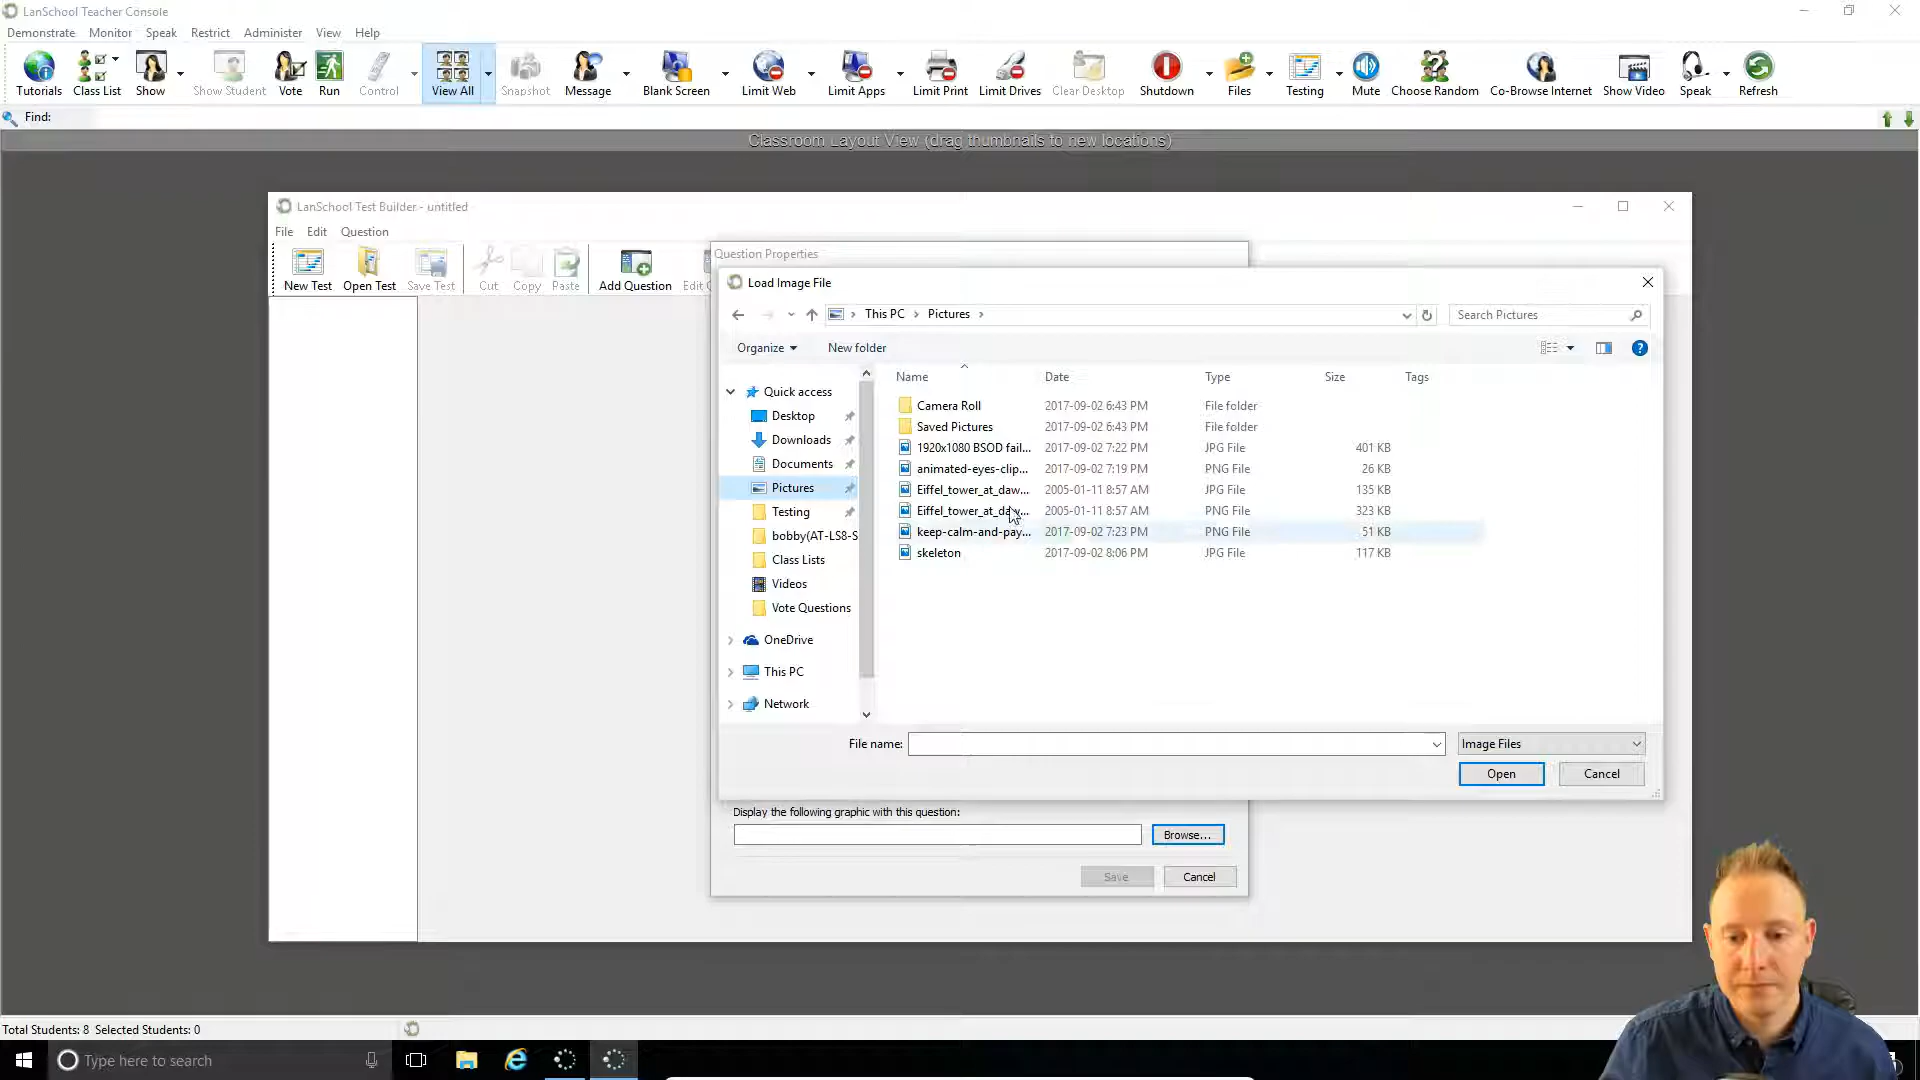 LanSchool Teacher Console
Demonstrate Monitor Speak Restrict Administer View Help
Tutorials Class List Show Show Student Vote Run Control View All Snapshot Message Blank Screen Limit Web Limit Apps Limit Print Limit Drives Clear Desktop Shutdown Files Testing Mute Choose Random Co-Browse Internet Show Video Speak Refresh
Find:
Classroom Layout View (drag thumbnails to new locations)
LanSchool Test Builder - untitled
File Edit Question
New Test Open Test Save Test Cut Copy Paste Add Question Edit
Question Properties
Load Image File
This PC Pictures
Search Pictures
Organize New folder
Name Date Type Size Tags
Quick access
Desktop
Downloads
Documents
Pictures
Testing
bobby(AT-LS8-S
Class Lists
Videos
Vote Questions
OneDrive
This PC
Network
Camera Roll 2017-09-02 6:43 PM File folder
Saved Pictures 2017-09-02 6:43 PM File folder
1920x1080 BSOD fail... 2017-09-02 7:22 PM JPG File 401 KB
animated-eyes-clip... 2017-09-02 7:19 PM PNG File 26 KB
Eiffel_tower_at_daw... 2005-01-11 8:57 AM JPG File 135 KB
Eiffel_tower_at_daw... 2005-01-11 8:57 AM PNG File 323 KB
keep-calm-and-pay... 2017-09-02 7:23 PM PNG File 51 KB
skeleton 2017-09-02 8:06 PM JPG File 117 KB
File name:
Image Files
Open Cancel
Display the following graphic with this question:
Browse...
Save Cancel
Total Students: 8 Selected Students: 0
Type here to search